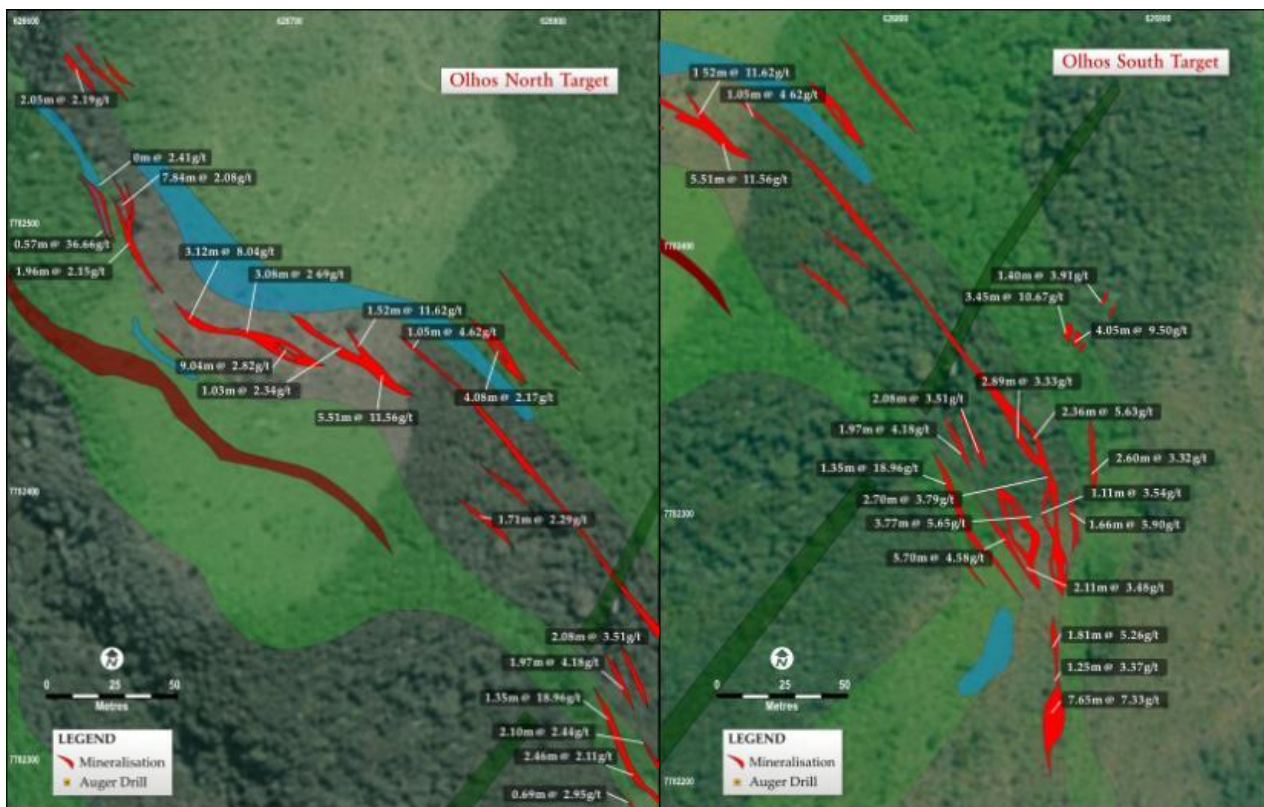 628600
628700
628800
Olhos North Target
2.05m @ 2.19g/t
0m @ 2.41g/t
7.84m @ 2.08g/t
7762500
0.57m @ 36.66g/t
1.96m @ 2.15g/t
3.12m @ 8.04g/t
3.08m @ 2 69g/t
1.52m @ 11.62g/t
1.05m @ 4.62g/t
9.04m @ 2.82g/t
1.03m @ 2.34g/t
4.08m @ 2.17g/t
5.51m @ 11.56g/t
7762400
1.71m @ 2.29g/t
2.08m @ 3.51g/t
1.97m @ 4.18g/t
1.35m @ 18.96g/t
2.10m @ 2.44g/t
2.46m @ 2.11g/t
0.69m @ 2.95g/t
N
0 25 50
Metres
LEGEND
Mineralisation
Auger Drill
7762300
Olhos South Target
1 52m @ 11.62g/t
1.05m @ 4 62g/t
5.51m @ 11.56g/t
7762400
1.40m @ 3.91g/t
3.45m @ 10.67g/t
4.05m @ 9.50g/t
2.89m @ 3.33g/t
2.08m @ 3.51g/t
2.36m @ 5.63g/t
1.97m @ 4.18g/t
2.60m @ 3.32g/t
1.35m @ 18.96g/t
1.11m @ 3.54g/t
2.70m @ 3.79g/t
7762300
3.77m @ 5.65g/t
1.66m @ 5.90g/t
5.70m @ 4.58g/t
2.11m @ 3.48g/t
1.81m @ 5.26g/t
1.25m @ 3.37g/t
7.65m @ 7.33g/t
N
0 25 50
Metres
LEGEND
Mineralisation
Auger Drill
7762200